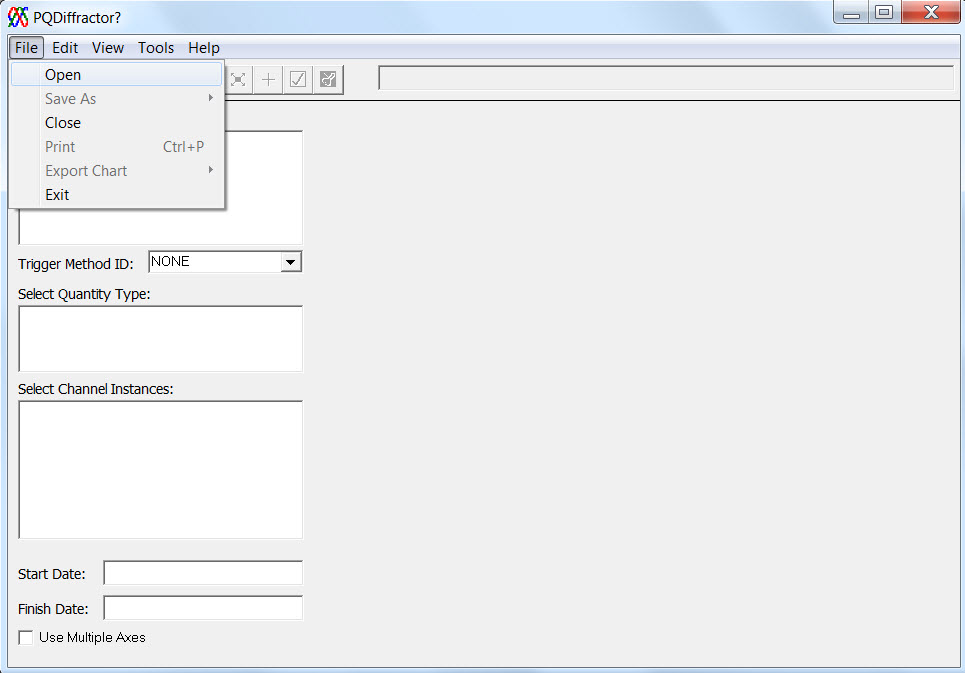 PQDiffractor?
File Edit View Tools Help
Open
Save As
Close
Print Ctrl+P
Export Chart
Exit
Trigger Method ID: NONE
Select Quantity Type:
Select Channel Instances:
Start Date:
Finish Date:
Use Multiple Axes